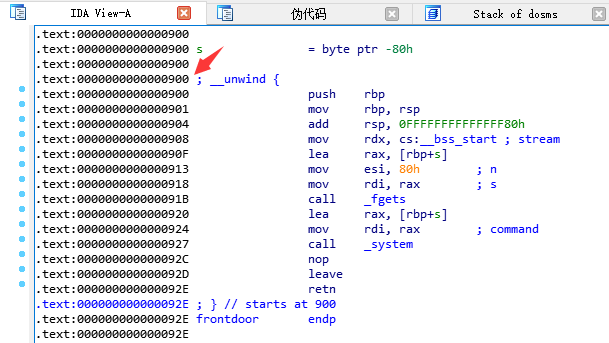 IDA View-A 伪代码 Stack of dosms
.text:0000000000000900
.text:0000000000000900 s = byte ptr -80h
.text:0000000000000900
.text:0000000000000900 ; __unwind {
.text:0000000000000900 push rbp
.text:0000000000000901 mov rbp, rsp
.text:0000000000000904 add rsp, 0FFFFFFFFFFFFFF80h
.text:0000000000000908 mov rdx, cs:__bss_start ; stream
.text:000000000000090F lea rax, [rbp+s]
.text:0000000000000913 mov esi, 80h ; n
.text:0000000000000918 mov rdi, rax ; s
.text:000000000000091B call _fgets
.text:0000000000000920 lea rax, [rbp+s]
.text:0000000000000924 mov rdi, rax ; command
.text:0000000000000927 call _system
.text:000000000000092C nop
.text:000000000000092D leave
.text:000000000000092E retn
.text:000000000000092E ; } // starts at 900
.text:000000000000092E frontdoor endp
.text:000000000000092E